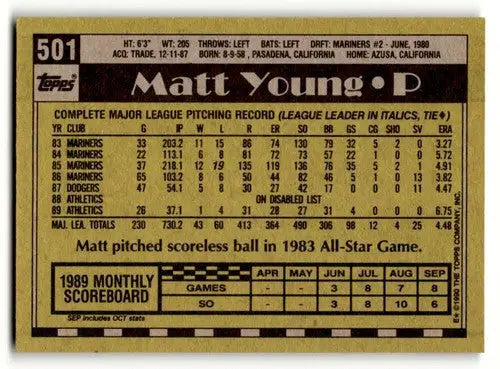 501
HT: 6'3" WT: 205 THROWS: LEFT BATS: LEFT DRFT: MARINERS #2 - JUNE, 1980
ACQ: TRADE, 12-11-87 BORN: 8-9-58, PASADENA, CALIFORNIA HOME: AZUSA, CALIFORNIA
Topps®
Matt Young • P
COMPLETE MAJOR LEAGUE PITCHING RECORD (LEAGUE LEADER IN ITALICS, TIE♦)
YR CLUB G IP W L R ER SO BB GS CG SHO SV ERA
83 MARINERS 33 203.2 11 15 86 74 130 79 32 5 2 0 3.27
84 MARINERS 22 113.1 6 8 81 72 73 57 22 1 0 0 5.72
85 MARINERS 37 218.1 12 19 135 119 136 76 35 5 2 1 4.91
86 MARINERS 65 103.2 8 6 50 44 82 46 5 1 0 13 3.82
87 DODGERS 47 54.1 5 8 30 27 42 17 0 0 0 11 4.47
88 ATHLETICS ON DISABLED LIST
89 ATHLETICS 26 37.1 1 4 31 28 27 31 4 0 0 0 6.75
MAJ. LEA. TOTALS 230 730.2 43 60 413 364 490 306 98 12 4 25 4.48
Matt pitched scoreless ball in 1983 All-Star Game.
1989 MONTHLY SCOREBOARD
APR MAY JUN JUL AUG SEP
GAMES - - 3 8 7 8
SO - - 3 8 10 6
SEP includes OCT stats
E* © 1990 THE TOPPS COMPANY, INC.